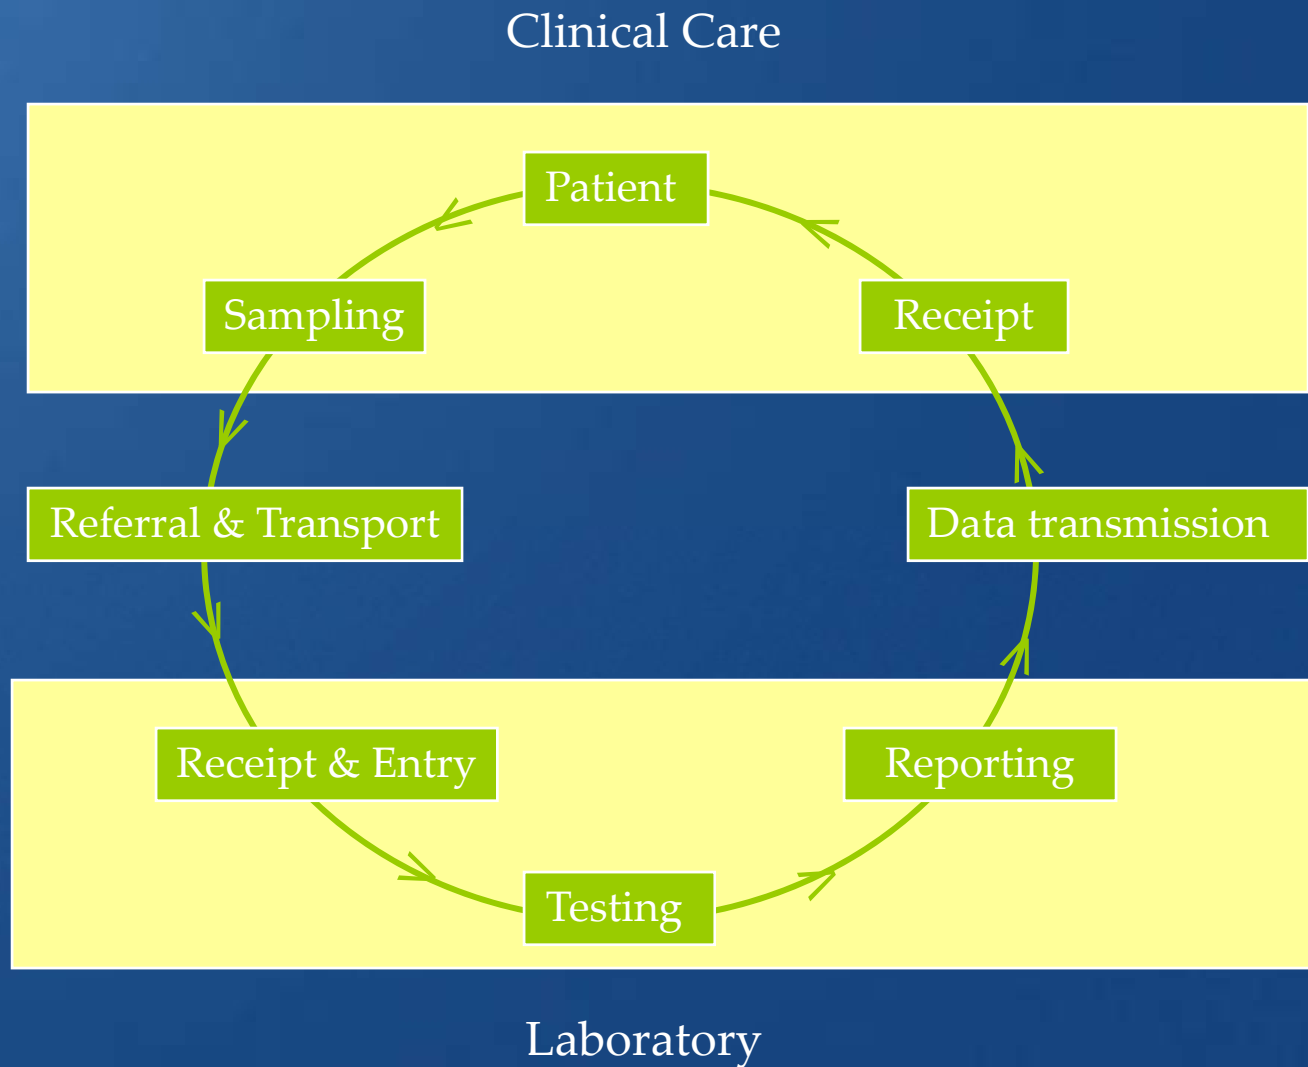 Clinical Care
Patient
Sampling
Receipt
Referral & Transport
Data transmission
Receipt & Entry
Reporting
Testing
Laboratory